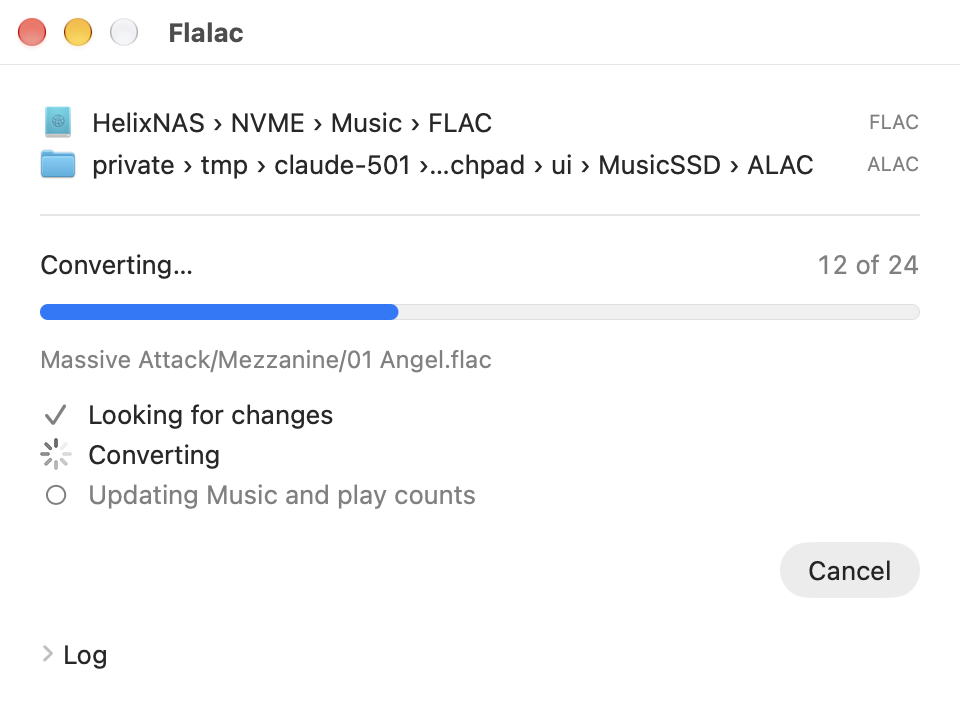 Flalac
HelixNAS › NVME › Music › FLAC
FLAC
private › tmp › claude-501 ›…chpad › ui › MusicSSD › ALAC
ALAC
Converting…
12 of 24
Massive Attack/Mezzanine/01 Angel.flac
Looking for changes
Converting
Updating Music and play counts
Cancel
Log